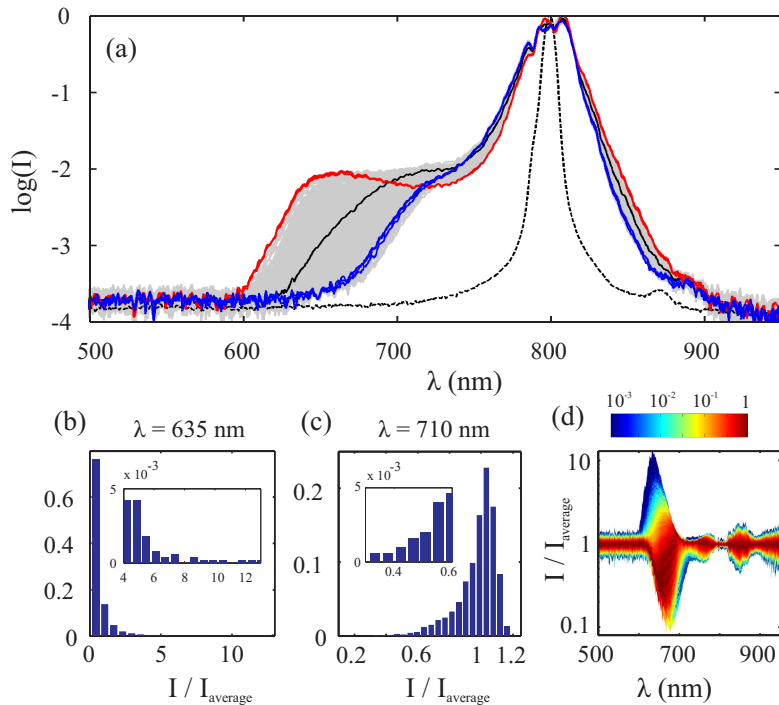 (a)
log(I)
0
-1
-2
-3
-4
500 600 700 800 900
λ (nm)
(b)
λ = 635 nm
x 10⁻³
5
0
4 6 8 10 12
0.8
0.6
0.4
0.2
0
0 5 10
I / I_average
(c)
λ = 710 nm
x 10⁻³
5
0
0.4 0.6
0.2
0.1
0
0.2 0.6 1 1.2
I / I_average
(d)
10⁻³ 10⁻² 10⁻¹ 1
I / I_average
10
1
0.1
500 700 900
λ (nm)